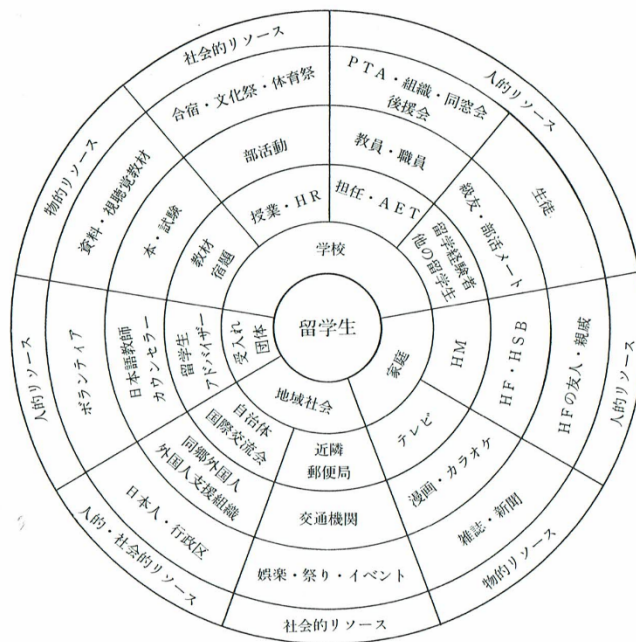 社会的リソース
人的リソース
物的リソース
合宿・文化祭・体育祭
PTA・組織・同窓会
後援会
部活動
教員・職員
生徒
資料・視聴覚教材
本・試験
授業・HR
担任・AET
級友・部活メート
教材
宿題
留学経験者
他の留学生
学校
留学生
受入れ
団体
家庭
地域社会
留学生
アドバイザー
日本語教師
カウンセラー
ボランティア
人的リソース
HM
HF・HSB
HFの友人・親戚
人的リソース
自治体
国際交流会
近隣
郵便局
テレビ
同郷外国人
外国人支援組織
交通機関
漫画・カラオケ
日本人・行政区
娯楽・祭り・イベント
雑誌・新聞
人的・社会的リソース
社会的リソース
物的リソース